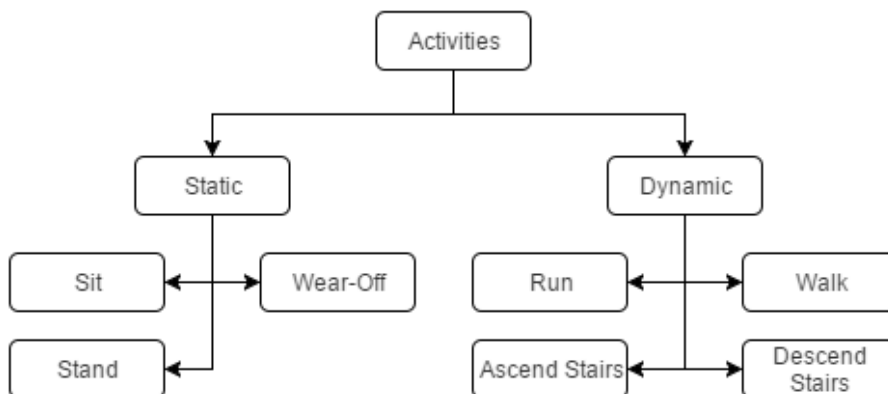 Activities
Static
Dynamic
Sit
Wear-Off
Run
Walk
Stand
Ascend Stairs
Descend
Stairs